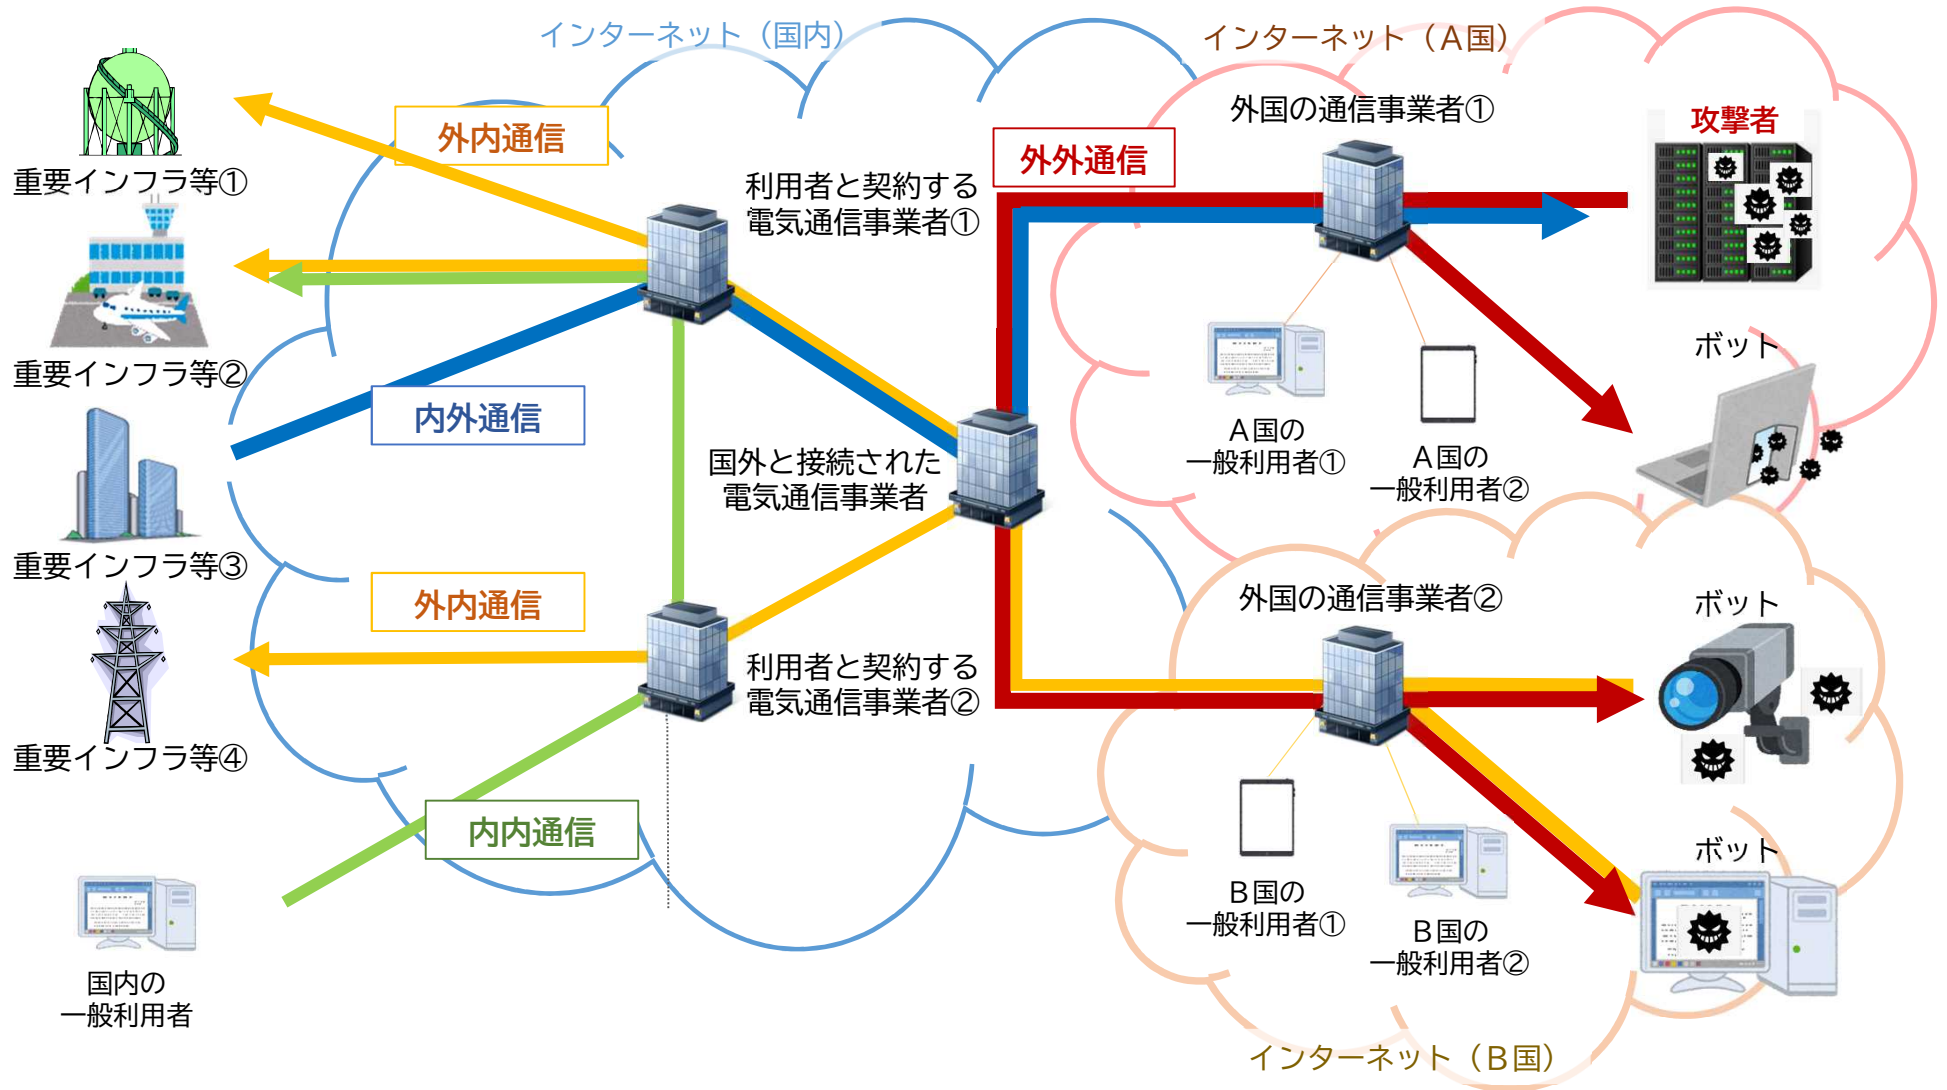 インターネット（国内）
インターネット（Ａ国）
外国の通信事業者①
攻撃者
外内通信
外外通信
重要インフラ等①
利用者と契約する
電気通信事業者①
ボット
重要インフラ等②
内外通信
Ａ国の
一般利用者①
Ａ国の
一般利用者②
国外と接続された
電気通信事業者
重要インフラ等③
外内通信
外国の通信事業者②
ボット
利用者と契約する
電気通信事業者②
重要インフラ等④
内内通信
ボット
Ｂ国の
一般利用者①
Ｂ国の
一般利用者②
国内の
一般利用者
インターネット（Ｂ国）